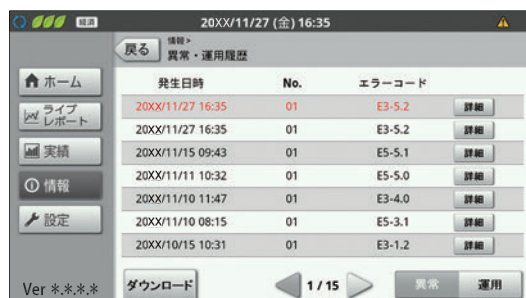 経済
20XX/11/27 (金) 16:35
戻る
情報>
異常・運用履歴
ホーム
ライブ
レポート
実績
情報
設定
Ver *.*.*.*
発生日時 No. エラーコード
20XX/11/27 16:35 01 E3-5.2 詳細
20XX/11/27 16:35 01 E3-5.2 詳細
20XX/11/15 09:43 01 E5-5.1 詳細
20XX/11/11 10:32 01 E5-5.0 詳細
20XX/11/10 11:47 01 E3-4.0 詳細
20XX/11/10 08:15 01 E5-3.1 詳細
20XX/10/15 10:31 01 E3-1.2 詳細
ダウンロード 1 / 15 異常 運用